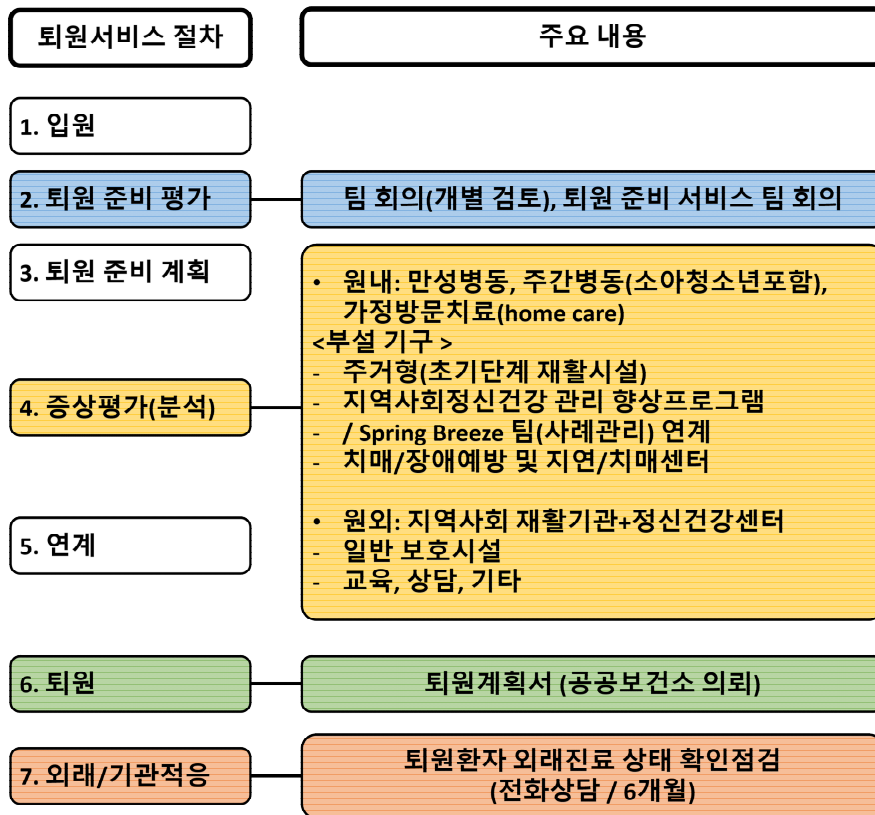 퇴원서비스 절차
주요 내용
1. 입원
2. 퇴원 준비 평가
팀 회의(개별 검토), 퇴원 준비 서비스 팀 회의
3. 퇴원 준비 계획
4. 증상평가(분석)
5. 연계
• 원내: 만성병동, 주간병동(소아청소년포함),
가정방문치료(home care)
<부설 기구 >
- 주거형(초기단계 재활시설)
- 지역사회정신건강 관리 향상프로그램
- / Spring Breeze 팀(사례관리) 연계
- 치매/장애예방 및 지연/치매센터
• 원외: 지역사회 재활기관+정신건강센터
- 일반 보호시설
- 교육, 상담, 기타
6. 퇴원
퇴원계획서 (공공보건소 의뢰)
7. 외래/기관적응
퇴원환자 외래진료 상태 확인점검
(전화상담 / 6개월)